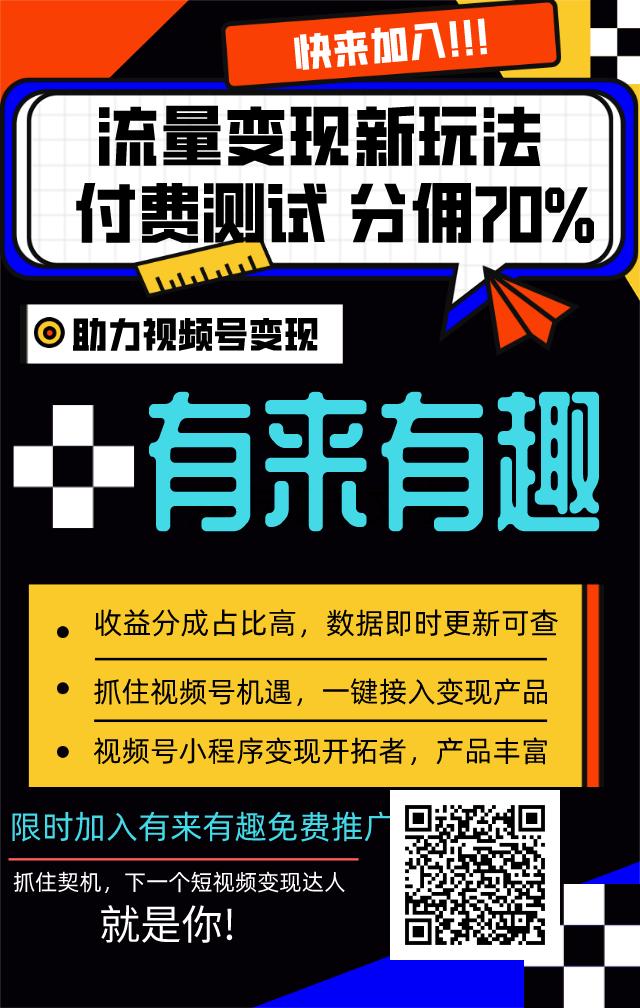 快来加入!!!
流量变现新玩法
付费测试 分佣70%
助力视频号变现
有来有趣
收益分成占比高，数据即时更新可查
抓住视频号机遇，一键接入变现产品
视频号小程序变现开拓者，产品丰富
限时加入有来有趣免费推广
抓住契机，下一个短视频变现达人
就是你!